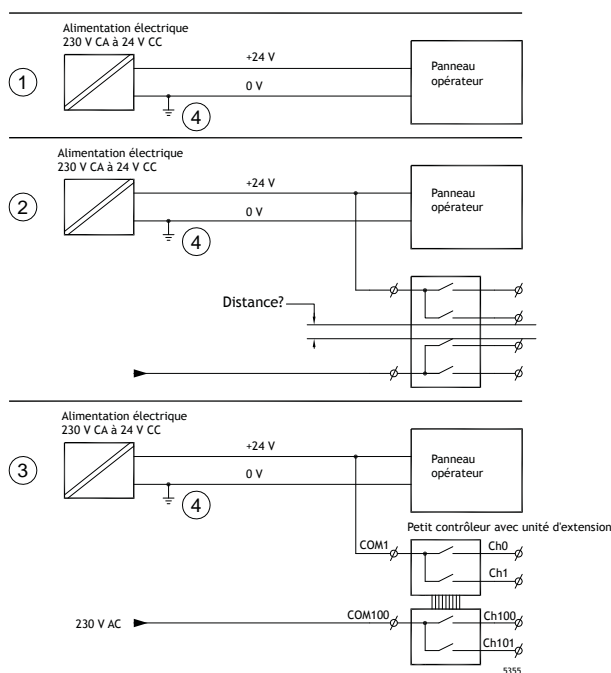 Alimentation électrique
230 V CA à 24 V CC
+24 V
0 V
Panneau
opérateur
1
4
Alimentation électrique
230 V CA à 24 V CC
+24 V
0 V
Panneau
opérateur
2
4
Distance?
Alimentation électrique
230 V CA à 24 V CC
+24 V
0 V
Panneau
opérateur
3
4
Petit contrôleur avec unité d'extension
COM1
Ch0
Ch1
230 V AC
COM100
Ch100
Ch101
5355